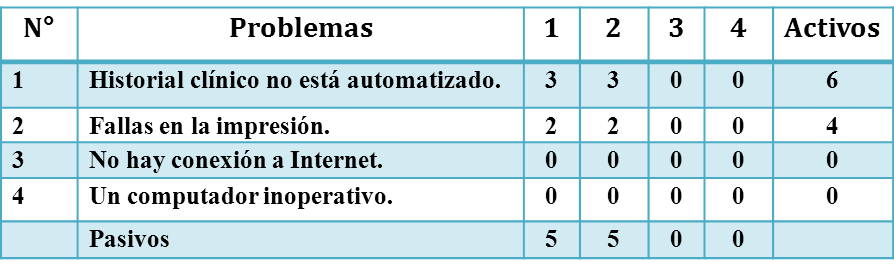 N° Problemas 1 2 3 4 Activos
1 Historial clínico no está automatizado. 3 3 0 0 6
2 Fallas en la impresión. 2 2 0 0 4
3 No hay conexión a Internet. 0 0 0 0 0
4 Un computador inoperativo. 0 0 0 0 0
Pasivos 5 5 0 0